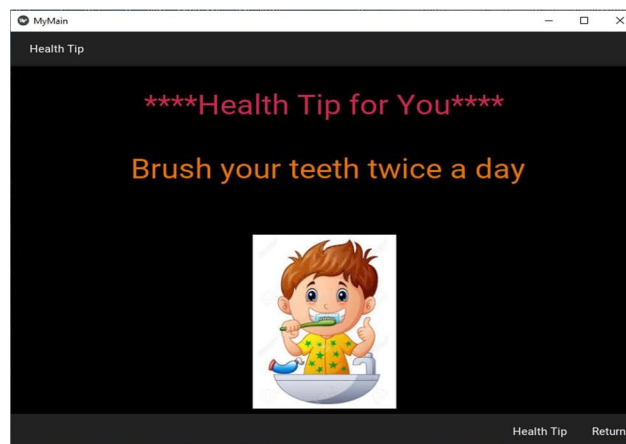 MyMain
Health Tip
****Health Tip for You****
Brush your teeth twice a day
Health Tip Return